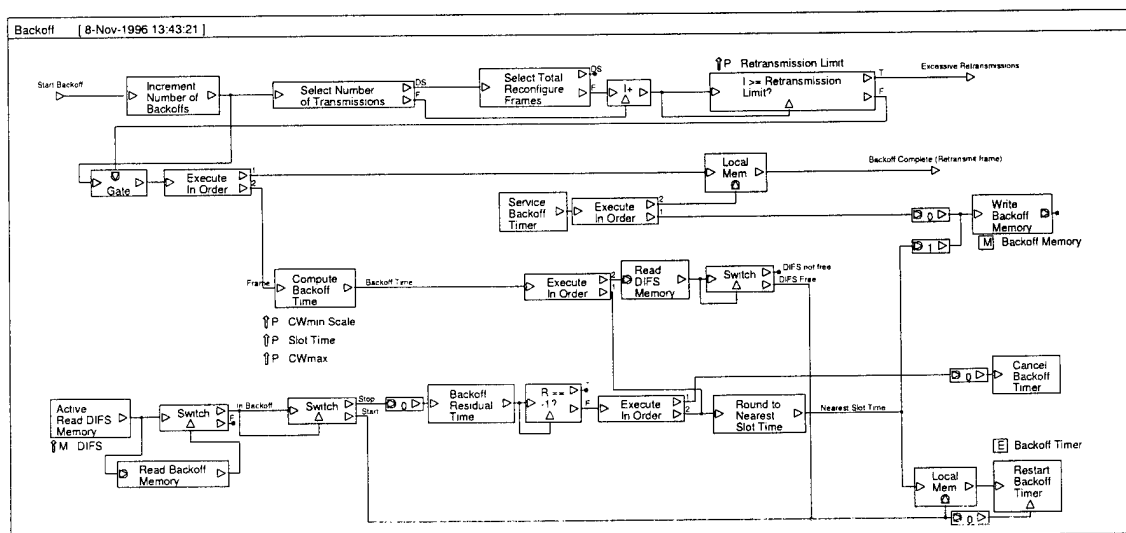 Backoff [ 8-Nov-1996 13:43:21 ]
Start Backoff
Increment
Number of
Backoffs
Select Number
of Transmissions
DS
F
Select Total
Reconfigure
Frames
DS
F
I+
P Retransmission Limit
I >= Retransmission
Limit?
T
F
Excessive Retransmissions
Gate
Execute
In Order
1
2
Local
Mem
Backoff Complete (Retransmit frame)
Service
Backoff
Timer
Execute
In Order
2
1
0
Write
Backoff
Memory
M Backoff Memory
1
Frame
Compute
Backoff
Time
Backoff Time
P CWmin Scale
P Slot Time
P CWmax
Execute
In Order
2
1
Read
DIFS
Memory
Switch
DIFS not free
DIFS Free
0
Cancel
Backoff
Timer
Active
Read DIFS
Memory
M DIFS
Switch
In Backoff
F
Switch
Stop
Start
0
Backoff
Residual
Time
R ==
-1?
F
Execute
In Order
1
2
Round to
Nearest
Slot Time
Nearest Slot Time
Read Backoff
Memory
E Backoff Timer
Local
Mem
Restart
Backoff
Timer
0